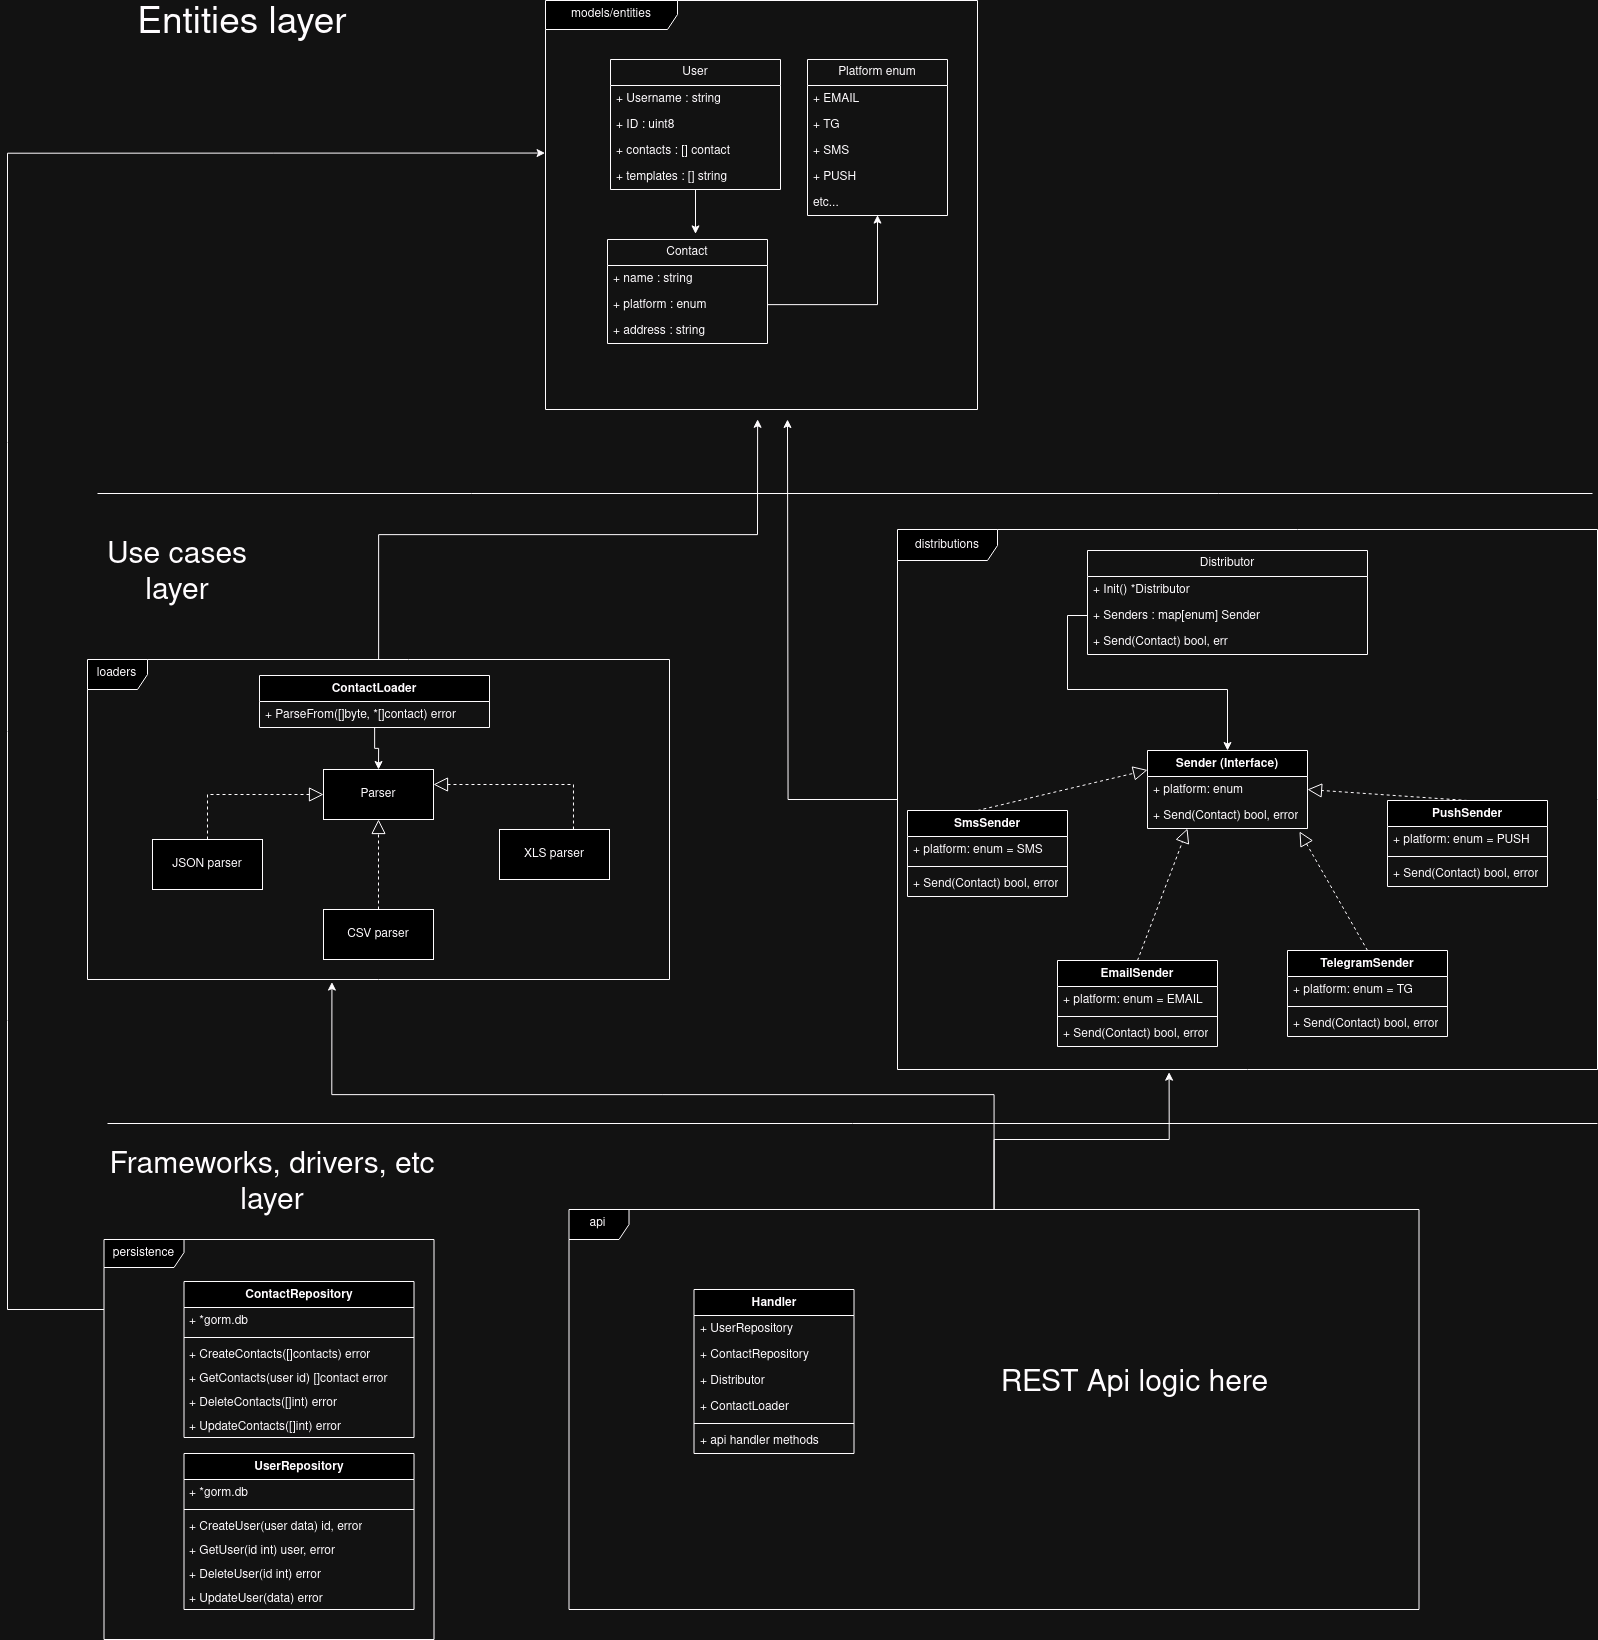 Entities layer
models/entities
User
+ Username : string
+ ID : uint8
+ contacts : [] contact
+ templates : [] string
Platform enum
+ EMAIL
+ TG
+ SMS
+ PUSH
etc...
Contact
+ name : string
+ platform : enum
+ address : string
Use cases
layer
loaders
ContactLoader
+ ParseFrom([]byte, *[]contact) error
Parser
JSON parser
XLS parser
CSV parser
distributions
Distributor
+ Init() *Distributor
+ Senders : map[enum] Sender
+ Send(Contact) bool, err
Sender (Interface)
+ platform: enum
+ Send(Contact) bool, error
SmsSender
+ platform: enum = SMS
+ Send(Contact) bool, error
PushSender
+ platform: enum = PUSH
+ Send(Contact) bool, error
EmailSender
+ platform: enum = EMAIL
+ Send(Contact) bool, error
TelegramSender
+ platform: enum = TG
+ Send(Contact) bool, error
Frameworks, drivers, etc
layer
persistence
ContactRepository
+ *gorm.db
+ CreateContacts([]contacts) error
+ GetContacts(user id) []contact error
+ DeleteContacts([]int) error
+ UpdateContacts([]int) error
UserRepository
+ *gorm.db
+ CreateUser(user data) id, error
+ GetUser(id int) user, error
+ DeleteUser(id int) error
+ UpdateUser(data) error
api
Handler
+ UserRepository
+ ContactRepository
+ Distributor
+ ContactLoader
+ api handler methods
REST Api logic here